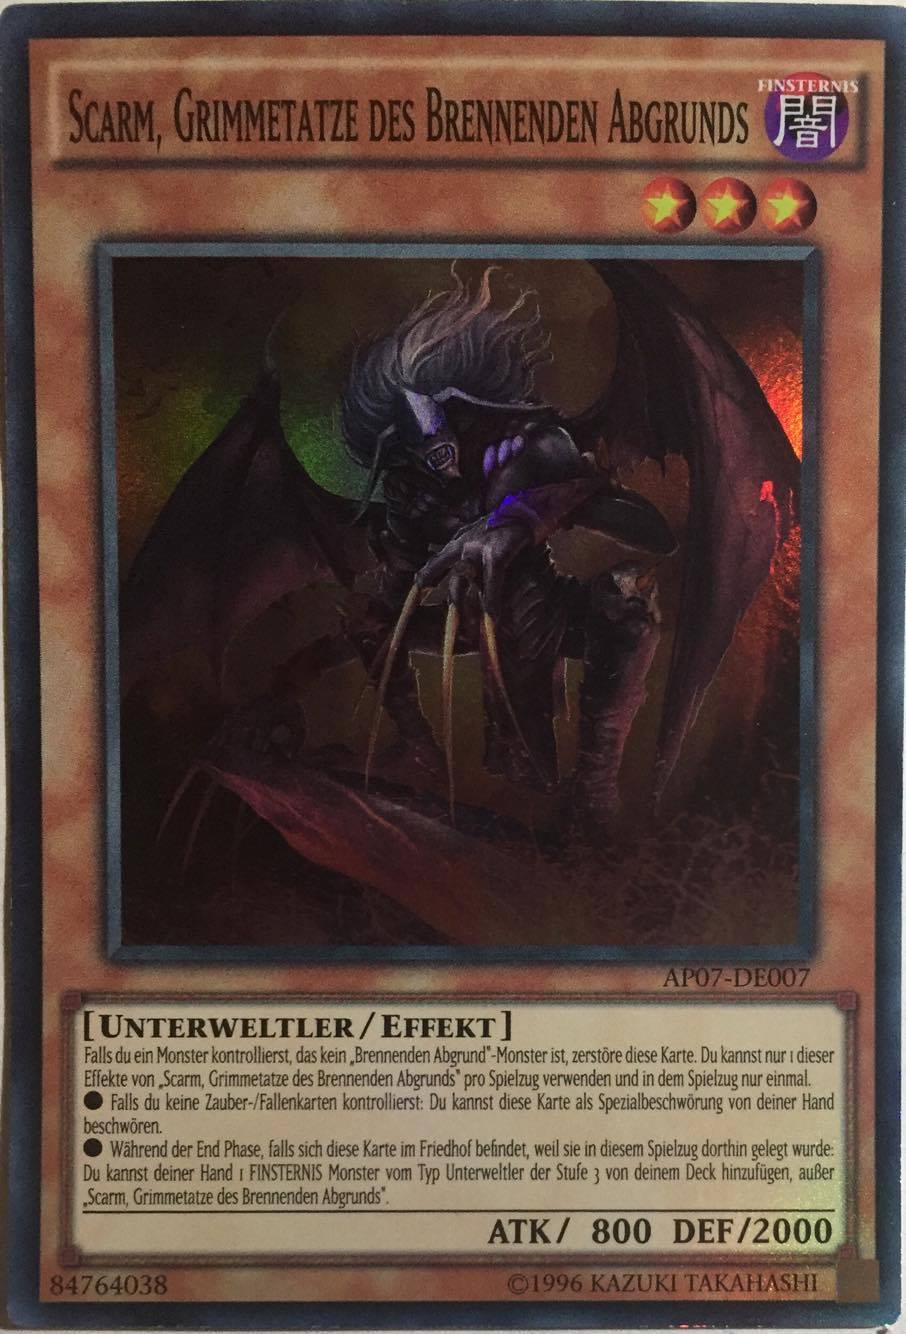 SCARM, GRIMMETATZE DES BRENNENDEN ABGRUNDS
FINSTERNIS
闇
AP07-DE007
[UNTERWELTLER/EFFEKT]
Falls du ein Monster kontrollierst, das kein „Brennenden Abgrund"-Monster ist, zerstöre diese Karte. Du kannst nur 1 dieser
Effekte von „Scarm, Grimmetatze des Brennenden Abgrunds" pro Spielzug verwenden und in dem Spielzug nur einmal.
● Falls du keine Zauber-/Fallenkarten kontrollierst: Du kannst diese Karte als Spezialbeschwörung von deiner Hand
beschwören.
● Während der End Phase, falls sich diese Karte im Friedhof befindet, weil sie in diesem Spielzug dorthin gelegt wurde:
Du kannst deiner Hand 1 FINSTERNIS Monster vom Typ Unterweltler der Stufe 3 von deinem Deck hinzufügen, außer
„Scarm, Grimmetatze des Brennenden Abgrunds".
ATK/ 800 DEF/2000
84764038
©1996 KAZUKI TAKAHASHI